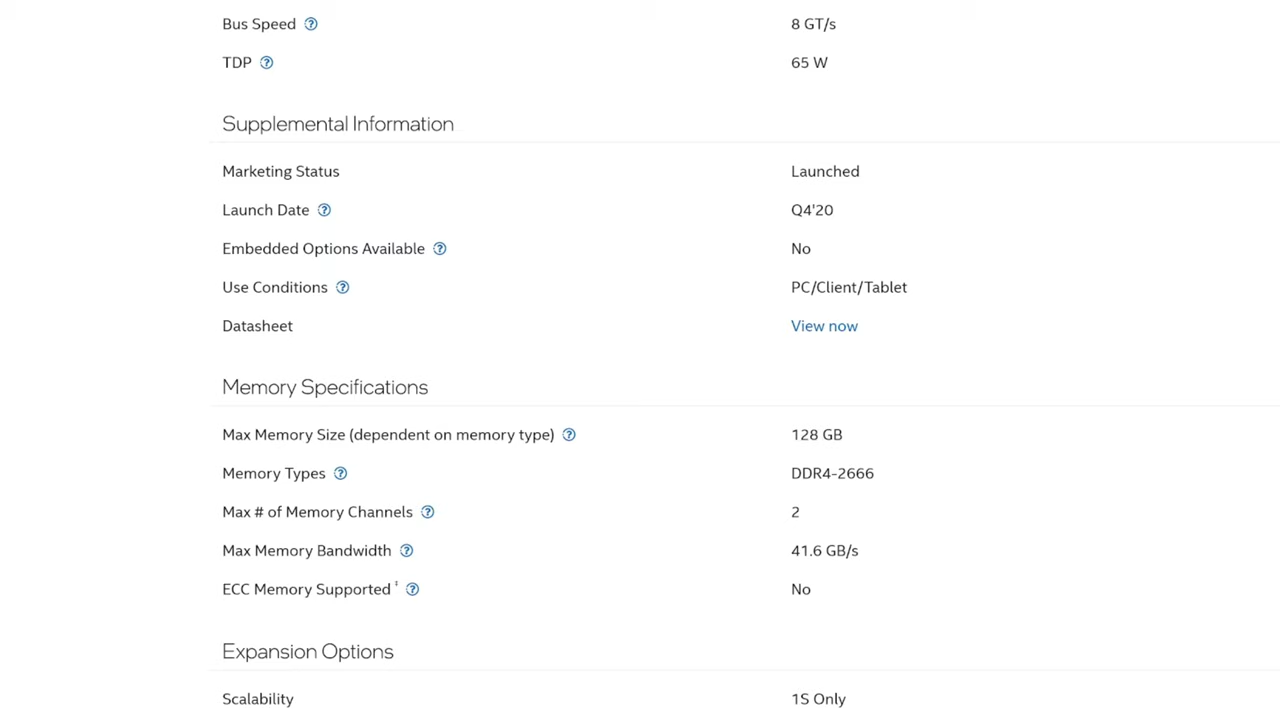 Bus Speed 8 GT/s
TDP 65 W
Supplemental Information
Marketing Status Launched
Launch Date Q4'20
Embedded Options Available No
Use Conditions PC/Client/Tablet
Datasheet View now
Memory Specifications
Max Memory Size (dependent on memory type) 128 GB
Memory Types DDR4-2666
Max # of Memory Channels 2
Max Memory Bandwidth 41.6 GB/s
ECC Memory Supported ‡ No
Expansion Options
Scalability 1S Only